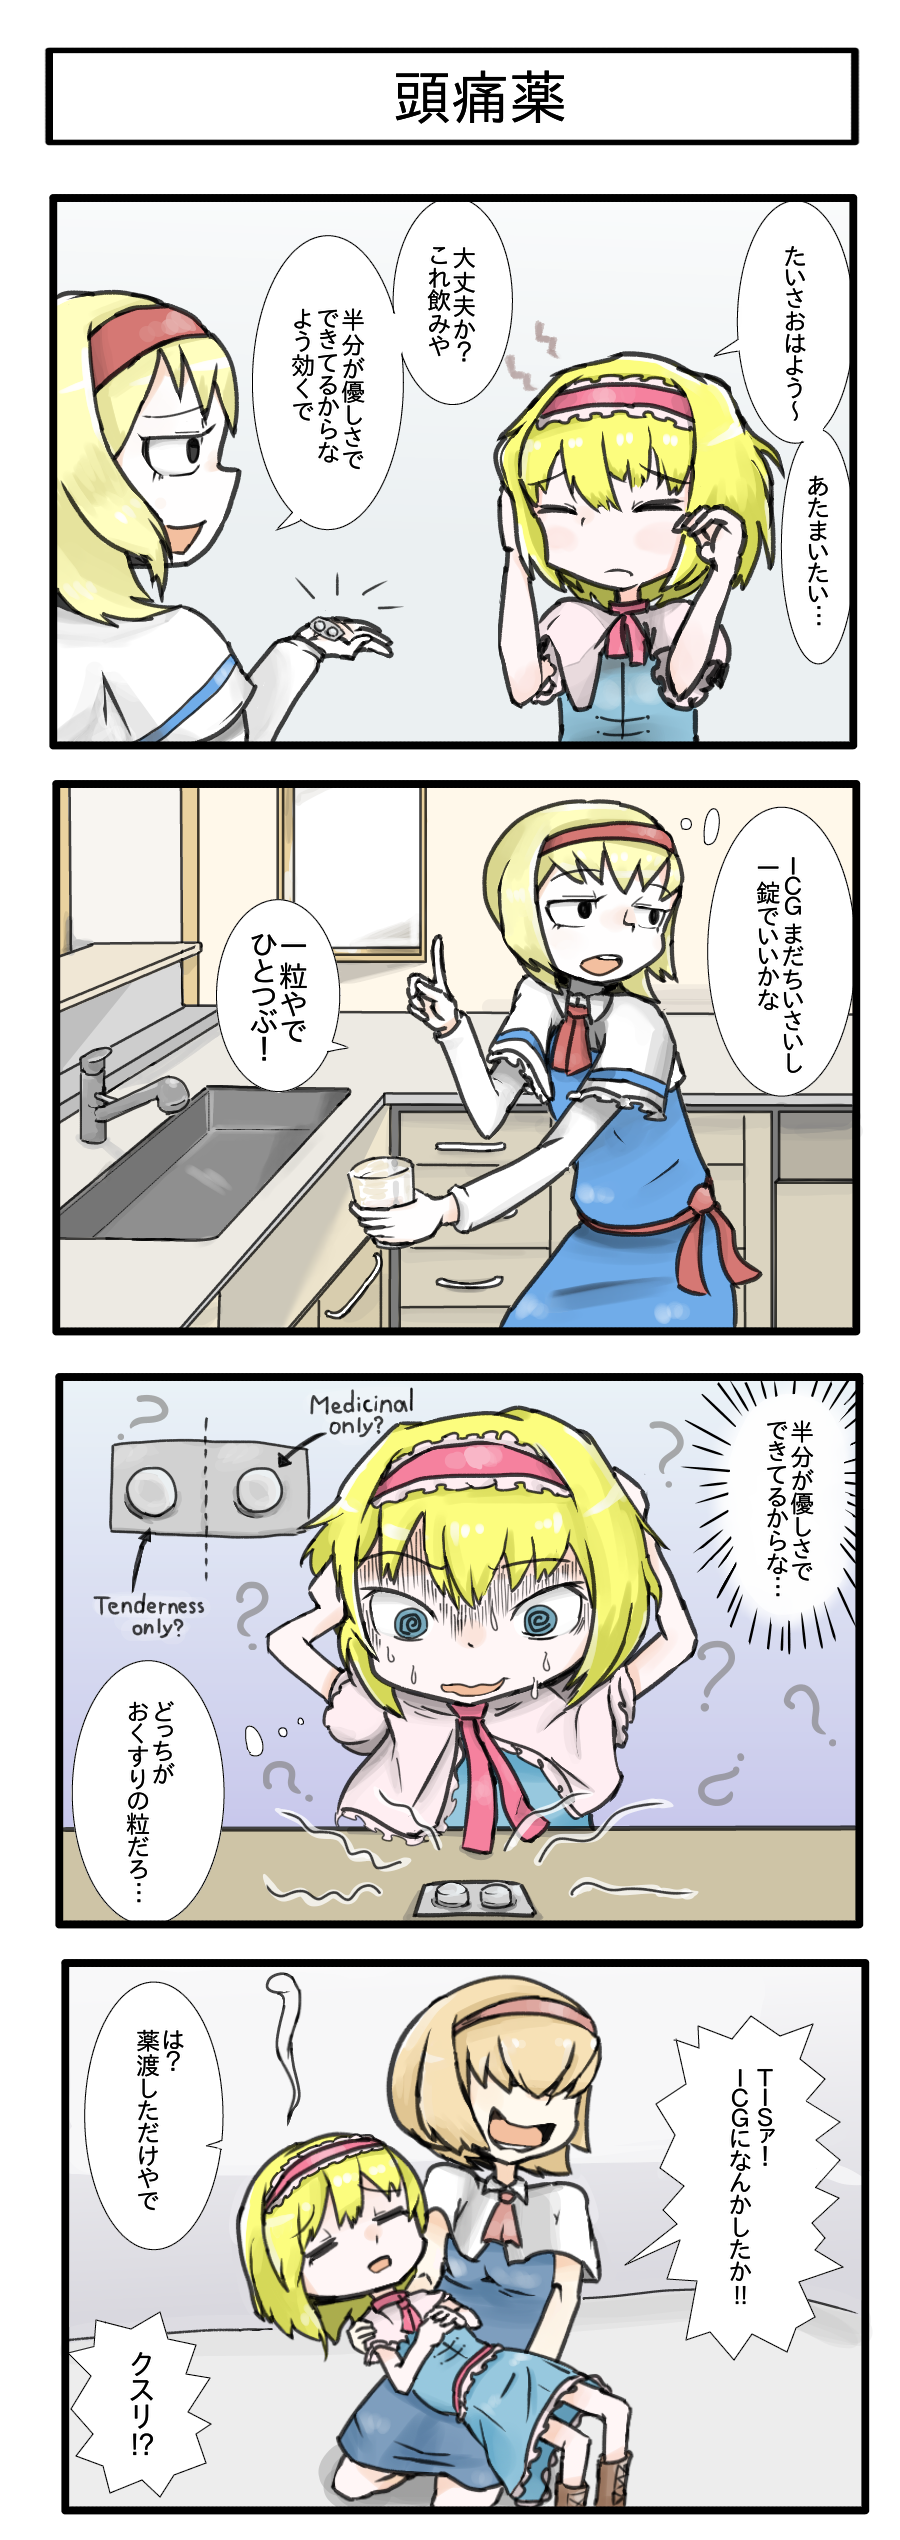 頭痛薬
たいさおはよう～
あたまいたい…
大丈夫か?
これ飲みや
半分が優しさで
できてるからな
よう効くで
ICG まだちいさいし
一錠でいいかな
一粒やで
ひとつぶ!
半分が優しさで
できてるからな…
Medicinal
only?
Tenderness
only?
どっちが
おくすりの粒だろ…
TISァ!
ICGになんかしたか!!
は?
薬渡しただけやで
クスリ!?